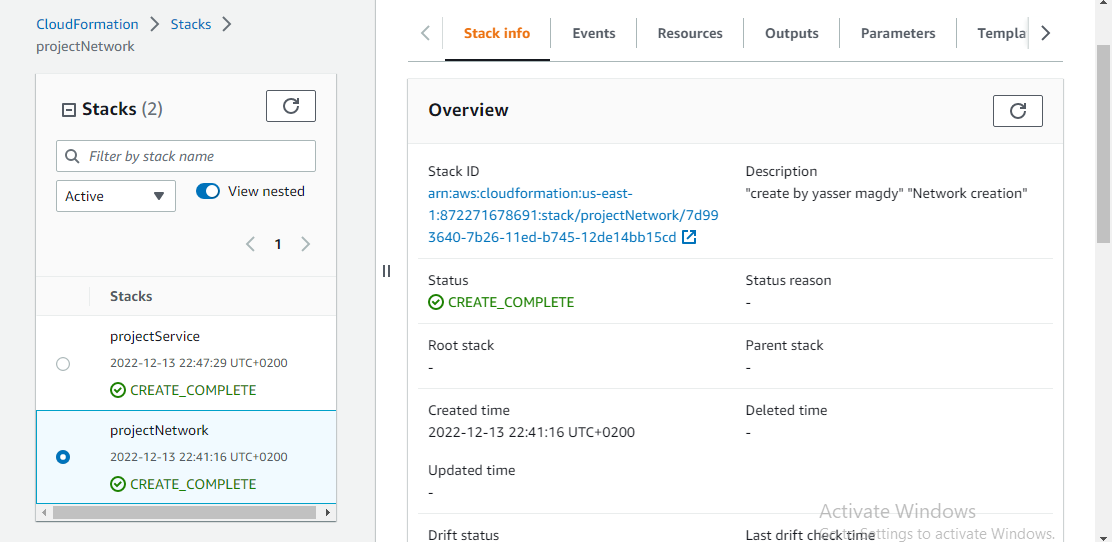 CloudFormation
Stacks
projectNetwork
Stacks (2)
Filter by stack name
Active
View nested
1
Stacks
projectService
2022-12-13 22:47:29 UTC+0200
CREATE_COMPLETE
projectNetwork
2022-12-13 22:41:16 UTC+0200
CREATE_COMPLETE
Stack info
Events
Resources
Outputs
Parameters
Templa
Overview
Stack ID
arn:aws:cloudformation:us-east-
1:872271678691:stack/projectNetwork/7d99
3640-7b26-11ed-b745-12de14bb15cd
Description
"create by yasser magdy" "Network creation"
Status
CREATE_COMPLETE
Status reason
-
Root stack
-
Parent stack
-
Created time
2022-12-13 22:41:16 UTC+0200
Deleted time
-
Updated time
-
Drift status
Last drift check time
Activate Windows
Go to Settings to activate Windows.